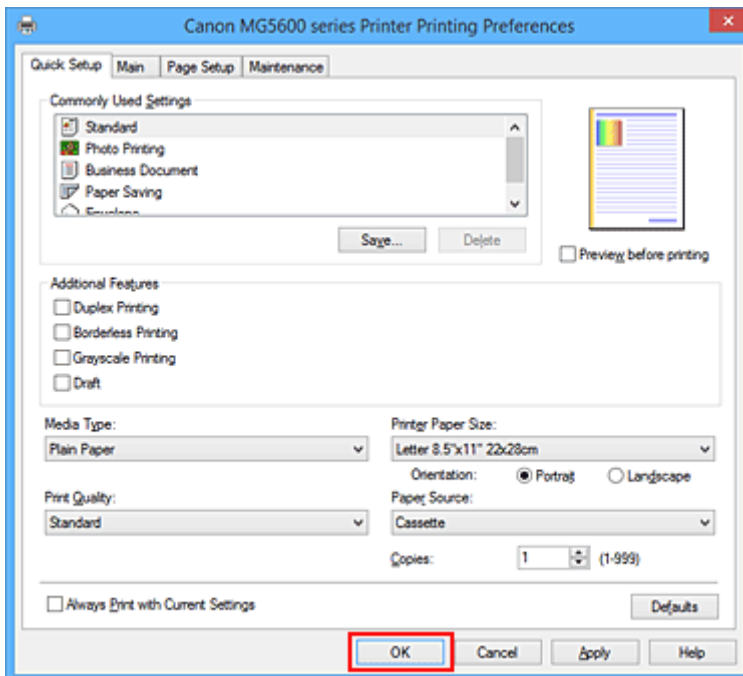 Canon MG5600 series Printer Printing Preferences
Quick Setup Main Page Setup Maintenance
Commonly Used Settings
Standard
Photo Printing
Business Document
Paper Saving
Envelope
Save... Delete
Preview before printing
Additional Features
Duplex Printing
Borderless Printing
Grayscale Printing
Draft
Media Type: Printer Paper Size:
Plain Paper Letter 8.5"x11" 22x28cm
Orientation: Portrait Landscape
Print Quality: Paper Source:
Standard Cassette
Copies: 1 (1-999)
Always Print with Current Settings Defaults
OK Cancel Apply Help